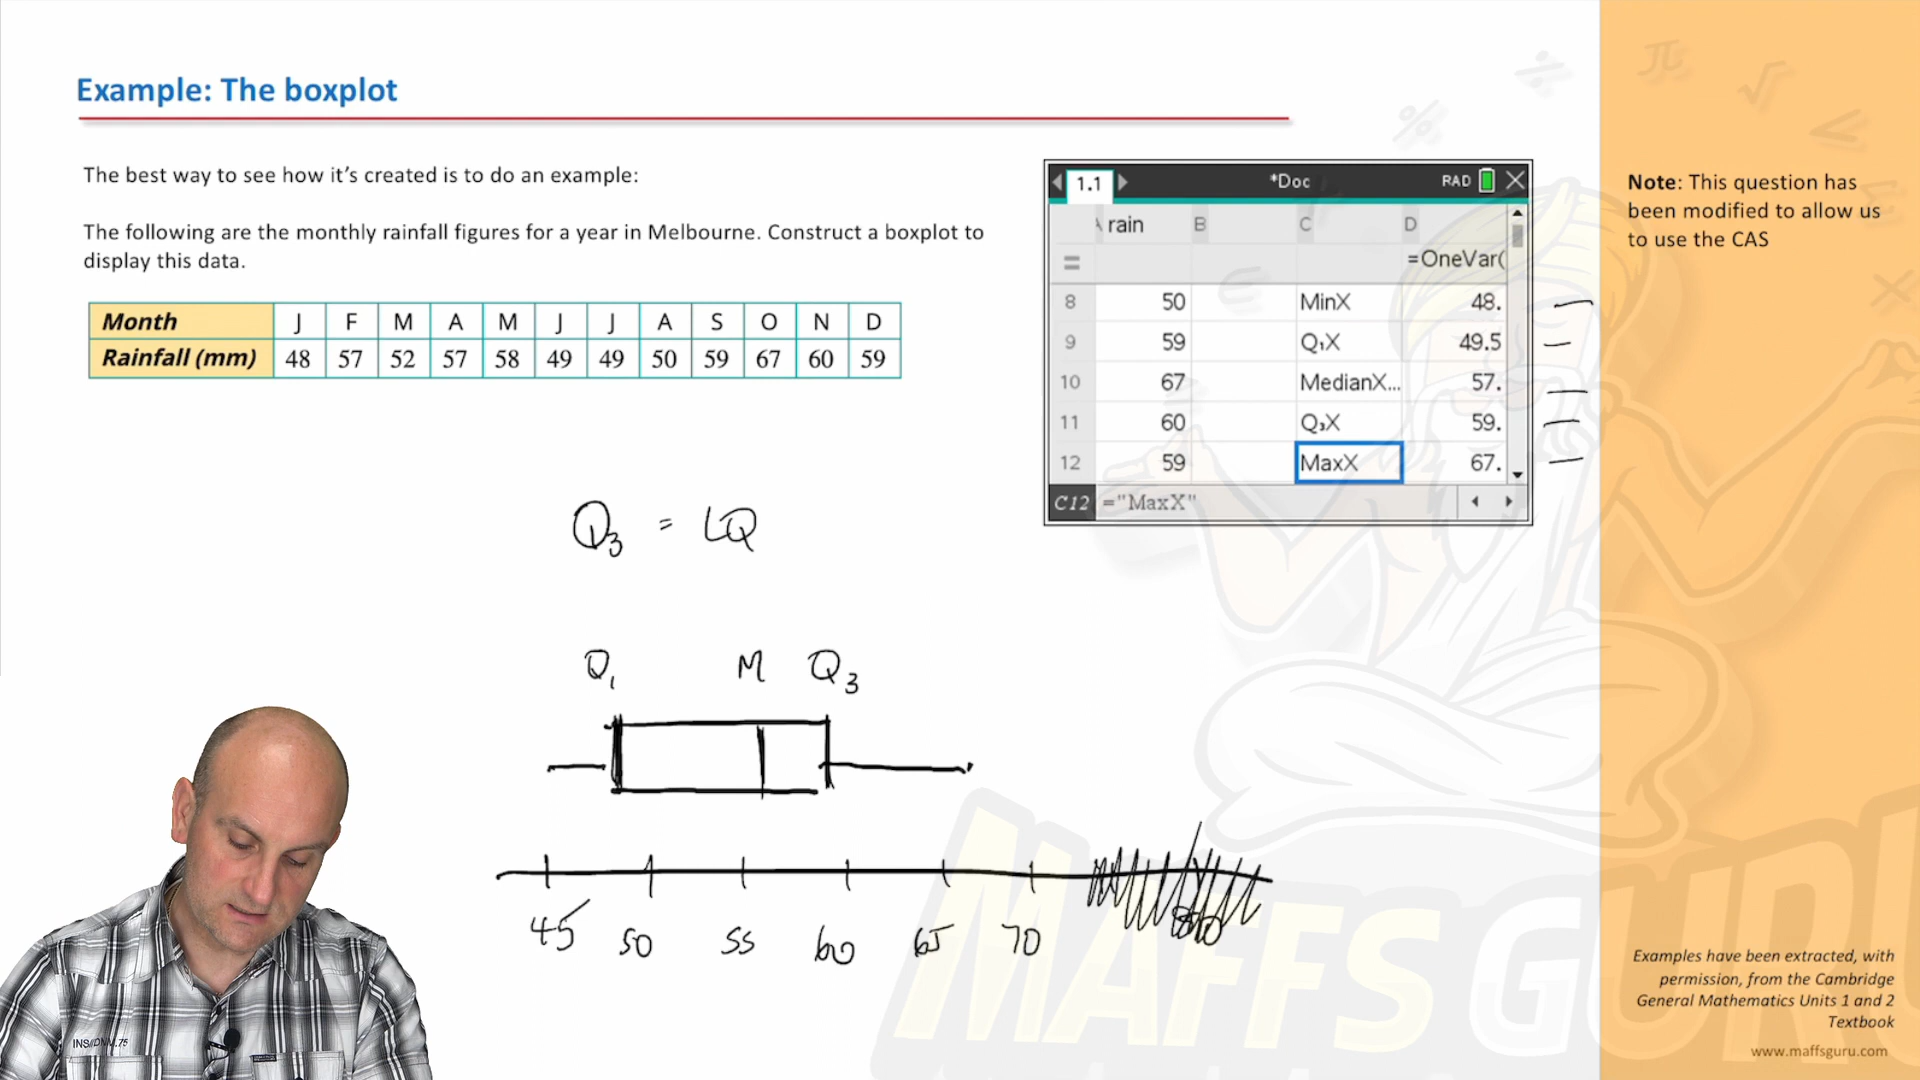 Example: The boxplot
The best way to see how it's created is to do an example:
The following are the monthly rainfall figures for a year in Melbourne. Construct a boxplot to
display this data.
Month J F M A M J J A S O N D
Rainfall (mm) 48 57 52 57 58 49 49 50 59 67 60 59
1.1 *Doc RAD
A rain B C D
= =OneVar(
8 50 MinX 48.
9 59 Q₁X 49.5
10 67 MedianX... 57.
11 60 Q₃X 59.
12 59 MaxX 67.
C12 ="MaxX"
Note: This question has
been modified to allow us
to use the CAS
Q3 = LQ
Q1 M Q3
45 50 55 60 65 70
INSIDN.75
MAFFS GURU
Examples have been extracted, with
permission, from the Cambridge
General Mathematics Units 1 and 2
Textbook
www.maffsguru.com